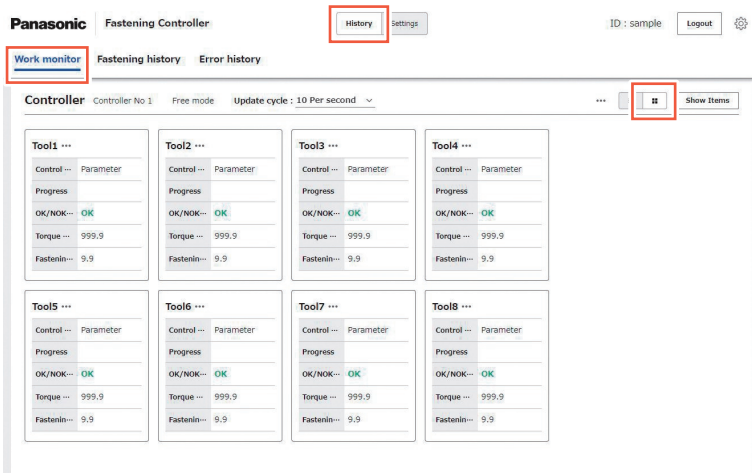 Panasonic Fastening Controller History Settings ID : sample Logout
Work monitor Fastening history Error history
Controller Controller No 1 Free mode Update cycle : 10 Per second ··· Show Items
Tool1 ··· Tool2 ··· Tool3 ··· Tool4 ···
Control ··· Parameter Control ··· Parameter Control ··· Parameter Control ··· Parameter
Progress Progress Progress Progress
OK/NOK··· OK OK/NOK··· OK OK/NOK··· OK OK/NOK··· OK
Torque ··· 999.9 Torque ··· 999.9 Torque ··· 999.9 Torque ··· 999.9
Fastenin··· 9.9 Fastenin··· 9.9 Fastenin··· 9.9 Fastenin··· 9.9
Tool5 ··· Tool6 ··· Tool7 ··· Tool8 ···
Control ··· Parameter Control ··· Parameter Control ··· Parameter Control ··· Parameter
Progress Progress Progress Progress
OK/NOK··· OK OK/NOK··· OK OK/NOK··· OK OK/NOK··· OK
Torque ··· 999.9 Torque ··· 999.9 Torque ··· 999.9 Torque ··· 999.9
Fastenin··· 9.9 Fastenin··· 9.9 Fastenin··· 9.9 Fastenin··· 9.9